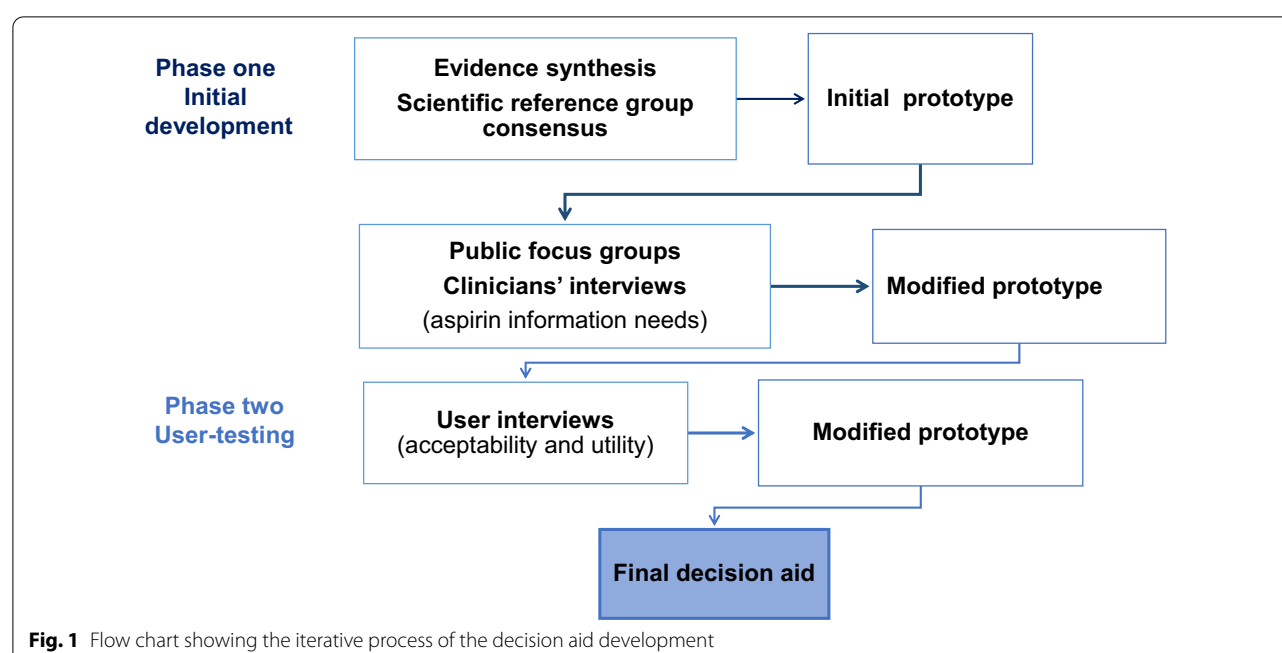 Phase one
Initial
development
Evidence synthesis
Scientific reference group
consensus
Initial prototype
Public focus groups
Clinicians’ interviews
(aspirin information needs)
Modified prototype
Phase two
User-testing
User interviews
(acceptability and utility)
Modified prototype
Final decision aid
Fig. 1 Flow chart showing the iterative process of the decision aid development